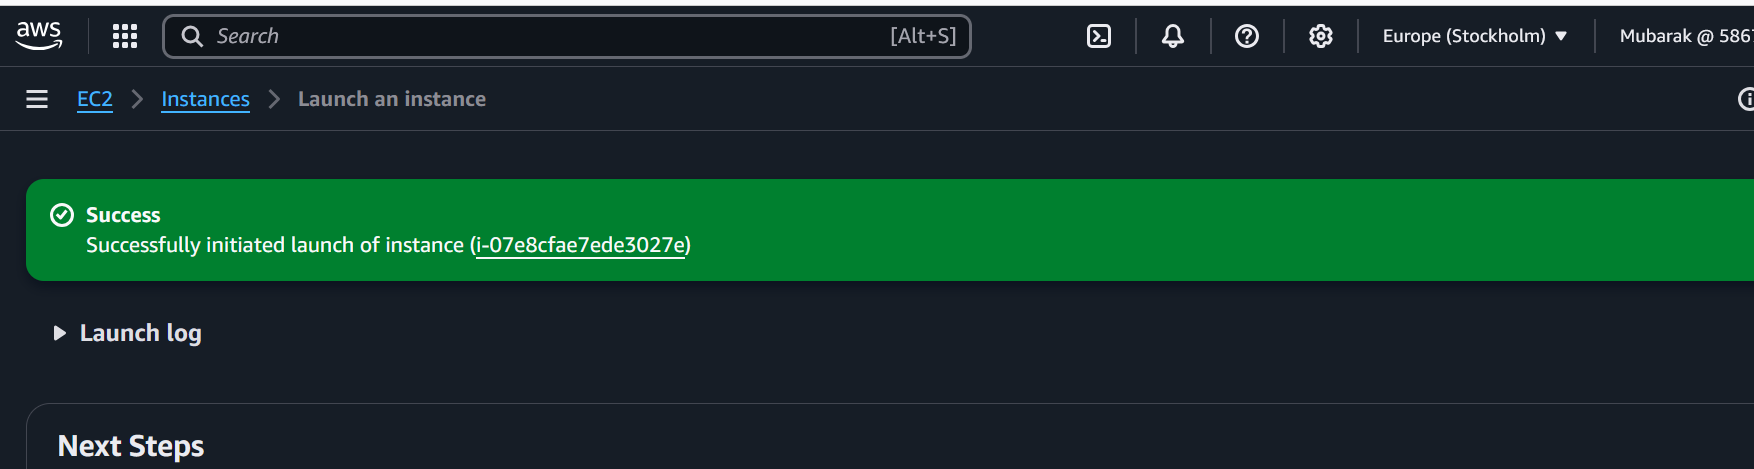 aws
Search [Alt+S]
Europe (Stockholm)
Mubarak @ 5867
EC2 Instances Launch an instance
Success
Successfully initiated launch of instance (i-07e8cfae7ede3027e)
Launch log
Next Steps